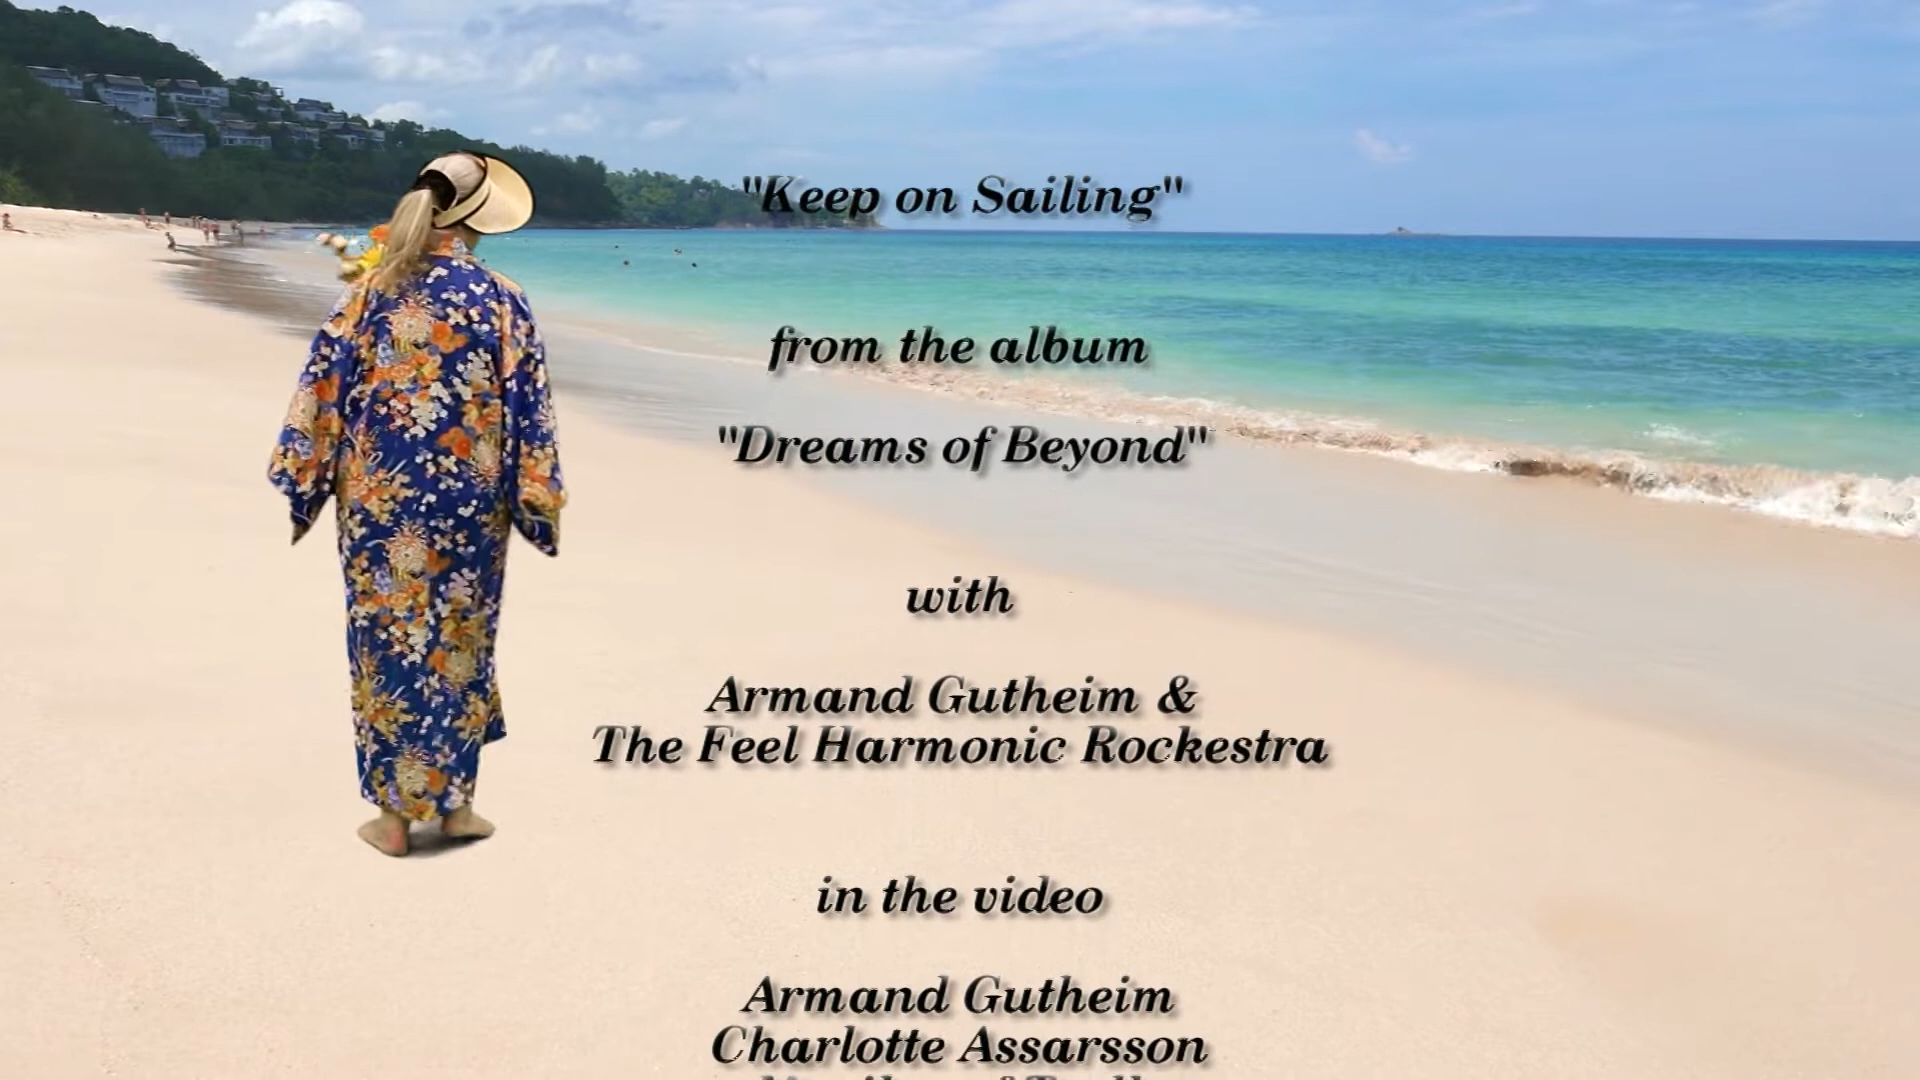 "Keep on Sailing"
from the album
"Dreams of Beyond"
with
Armand Gutheim &
The Feel Harmonic Rockestra
in the video
Armand Gutheim
Charlotte Assarsson